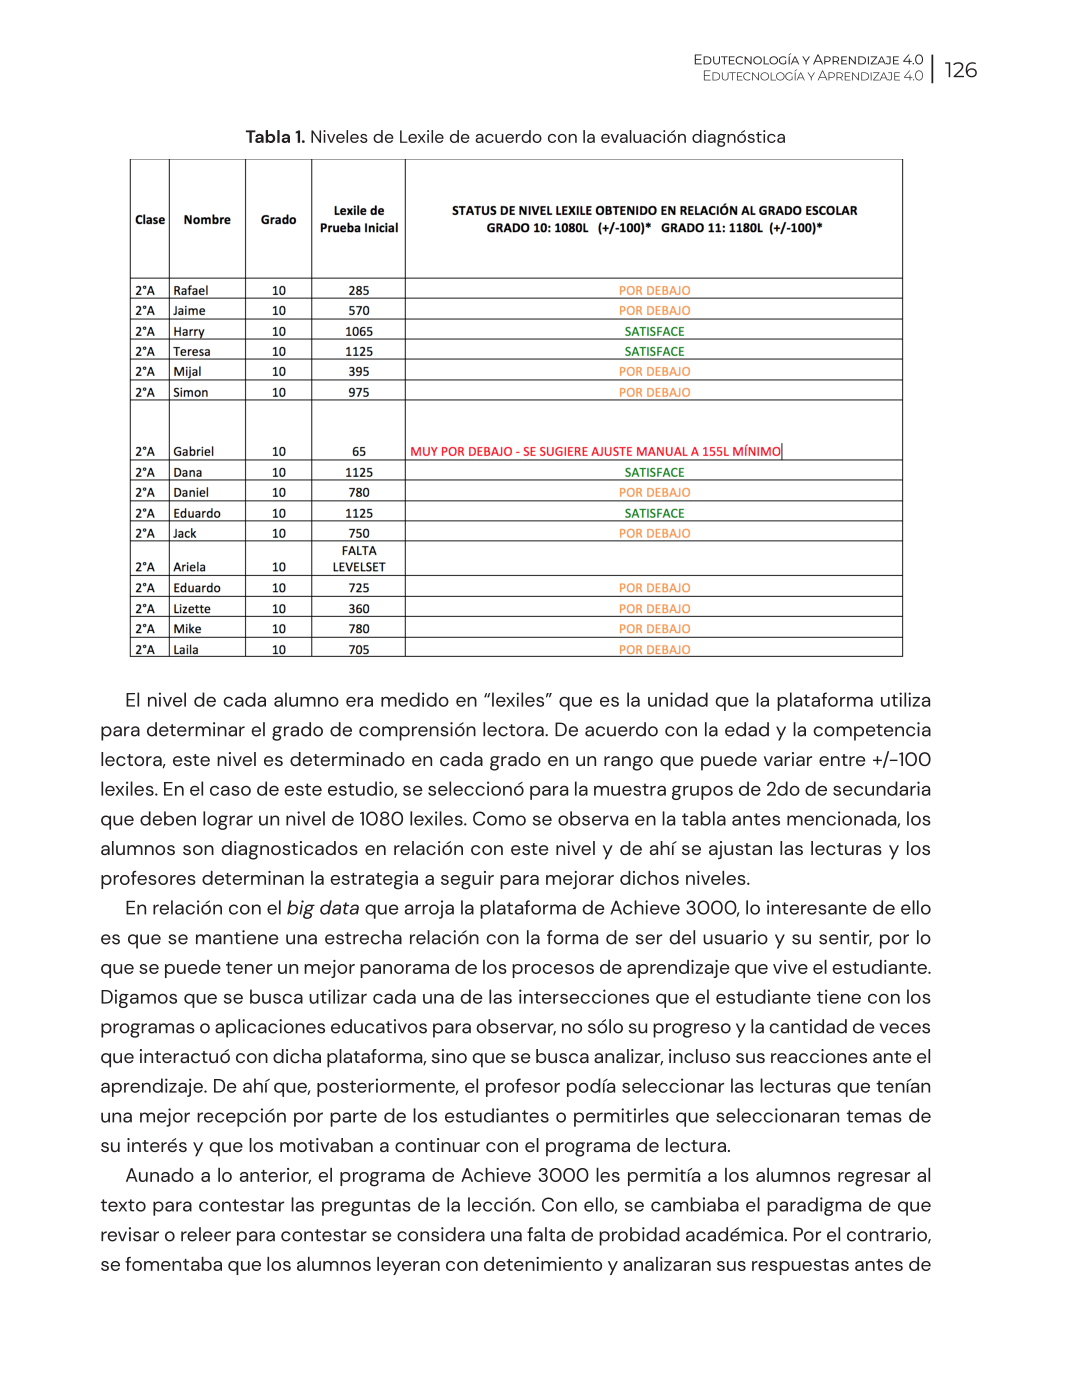 Edutecnología y Aprendizaje 4.0
Edutecnología y Aprendizaje 4.0
126
Tabla 1. Niveles de Lexile de acuerdo con la evaluación diagnóstica
Clase Nombre Grado Lexile de Prueba Inicial STATUS DE NIVEL LEXILE OBTENIDO EN RELACIÓN AL GRADO ESCOLAR GRADO 10: 1080L (+/-100)* GRADO 11: 1180L (+/-100)*
2°A Rafael 10 285 POR DEBAJO
2°A Jaime 10 570 POR DEBAJO
2°A Harry 10 1065 SATISFACE
2°A Teresa 10 1125 SATISFACE
2°A Mijal 10 395 POR DEBAJO
2°A Simon 10 975 POR DEBAJO
2°A Gabriel 10 65 MUY POR DEBAJO - SE SUGIERE AJUSTE MANUAL A 155L MÍNIMO
2°A Dana 10 1125 SATISFACE
2°A Daniel 10 780 POR DEBAJO
2°A Eduardo 10 1125 SATISFACE
2°A Jack 10 750 POR DEBAJO
2°A Ariela 10 FALTA LEVELSET
2°A Eduardo 10 725 POR DEBAJO
2°A Lizette 10 360 POR DEBAJO
2°A Mike 10 780 POR DEBAJO
2°A Laila 10 705 POR DEBAJO
El nivel de cada alumno era medido en “lexiles” que es la unidad que la plataforma utiliza
para determinar el grado de comprensión lectora. De acuerdo con la edad y la competencia
lectora, este nivel es determinado en cada grado en un rango que puede variar entre +/-100
lexiles. En el caso de este estudio, se seleccionó para la muestra grupos de 2do de secundaria
que deben lograr un nivel de 1080 lexiles. Como se observa en la tabla antes mencionada, los
alumnos son diagnosticados en relación con este nivel y de ahí se ajustan las lecturas y los
profesores determinan la estrategia a seguir para mejorar dichos niveles.
En relación con el big data que arroja la plataforma de Achieve 3000, lo interesante de ello
es que se mantiene una estrecha relación con la forma de ser del usuario y su sentir, por lo
que se puede tener un mejor panorama de los procesos de aprendizaje que vive el estudiante.
Digamos que se busca utilizar cada una de las intersecciones que el estudiante tiene con los
programas o aplicaciones educativos para observar, no sólo su progreso y la cantidad de veces
que interactuó con dicha plataforma, sino que se busca analizar, incluso sus reacciones ante el
aprendizaje. De ahí que, posteriormente, el profesor podía seleccionar las lecturas que tenían
una mejor recepción por parte de los estudiantes o permitirles que seleccionaran temas de
su interés y que los motivaban a continuar con el programa de lectura.
Aunado a lo anterior, el programa de Achieve 3000 les permitía a los alumnos regresar al
texto para contestar las preguntas de la lección. Con ello, se cambiaba el paradigma de que
revisar o releer para contestar se considera una falta de probidad académica. Por el contrario,
se fomentaba que los alumnos leyeran con detenimiento y analizaran sus respuestas antes de